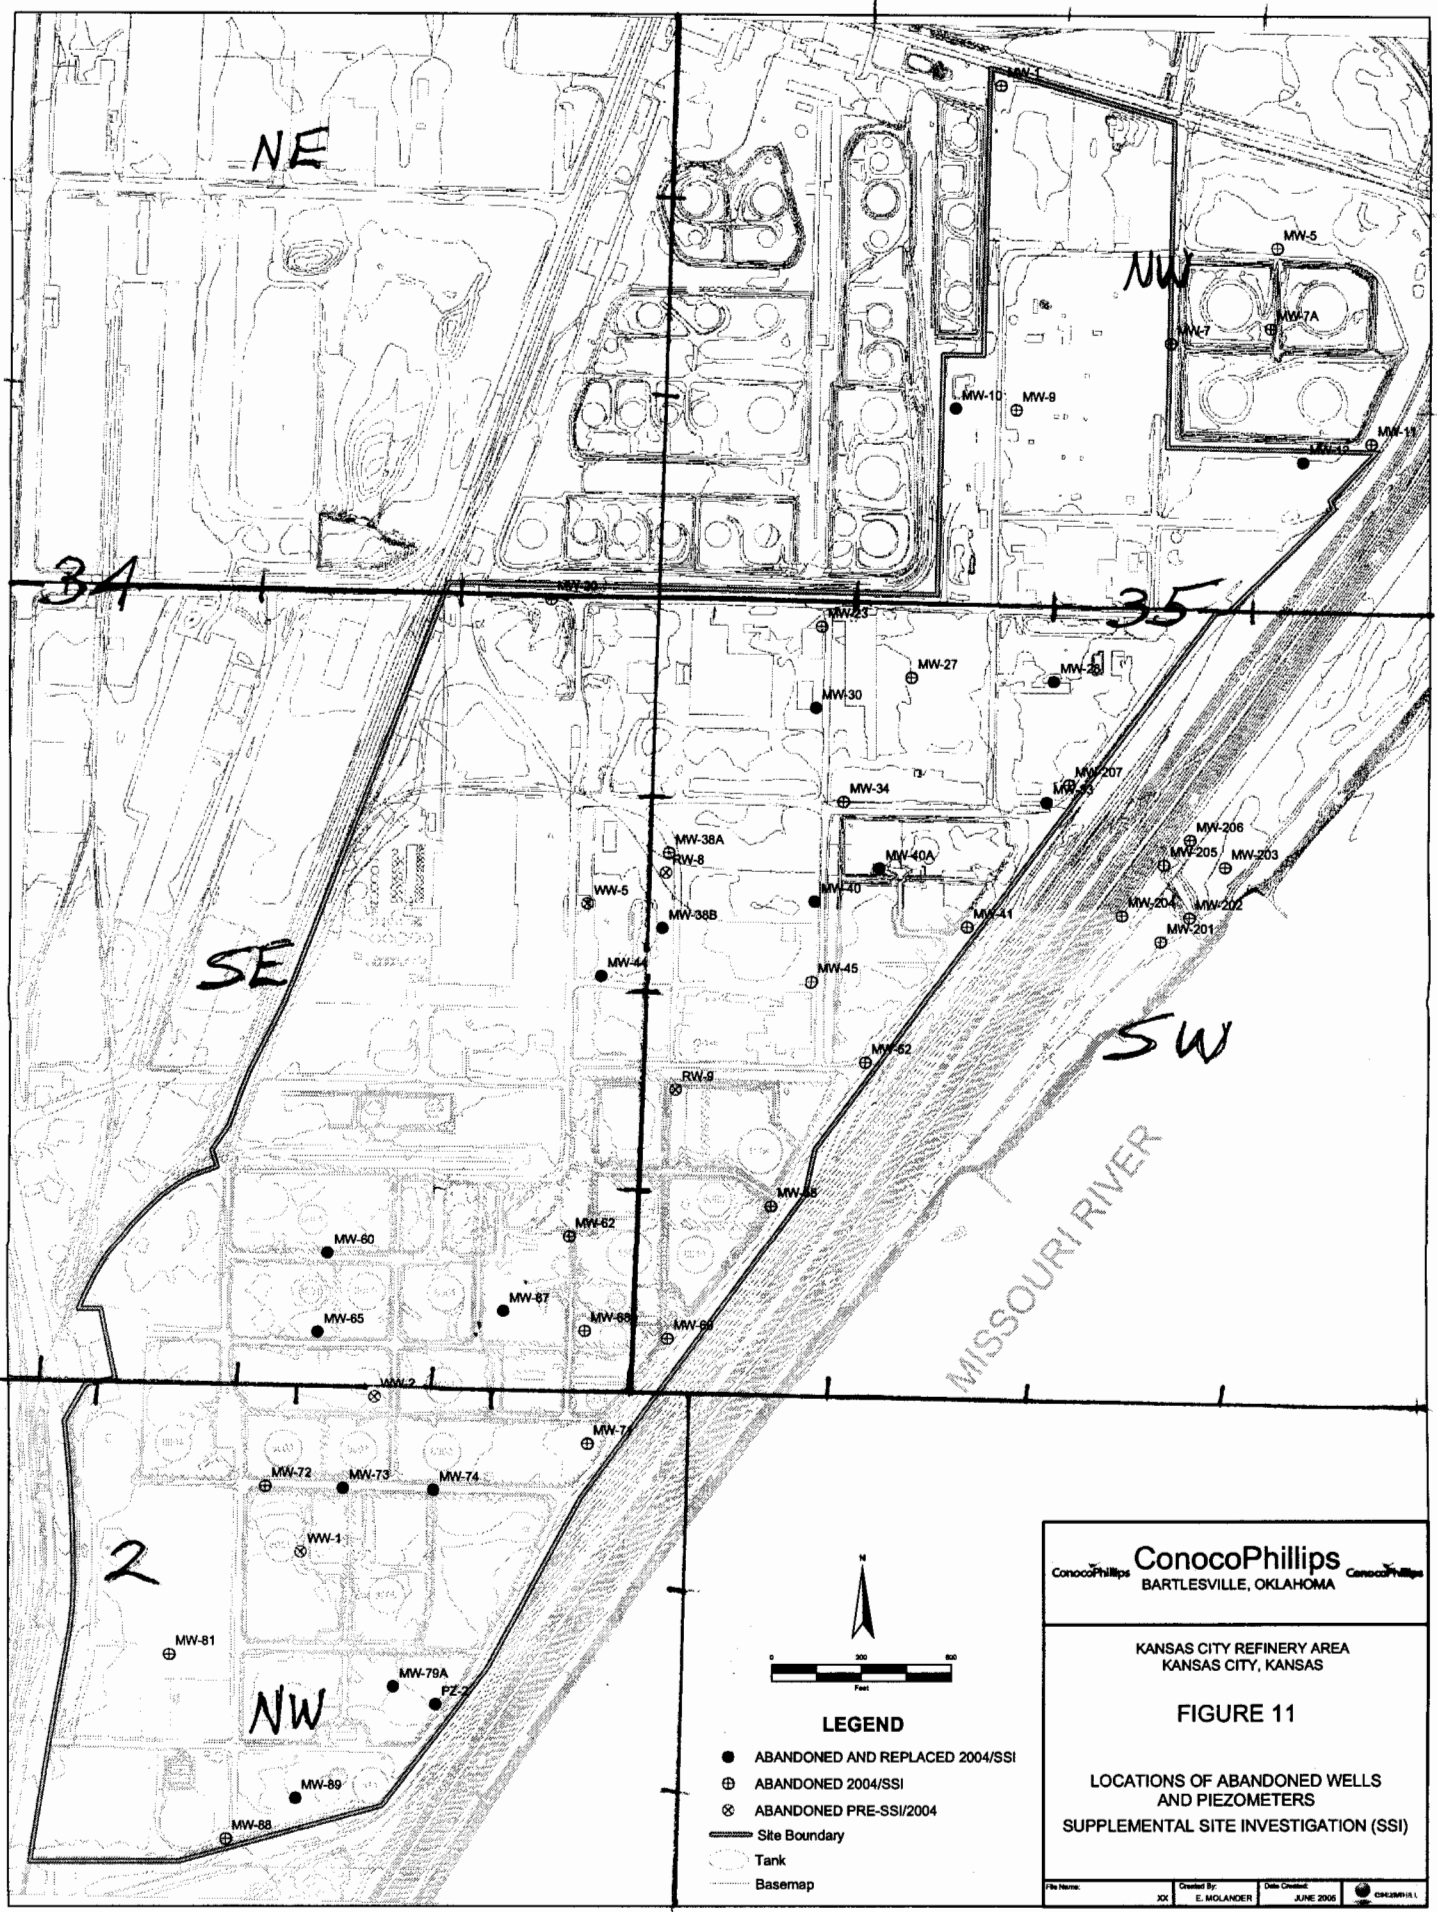 MW-1
NE
MW-5
NW
MW-7A
MW-7
MW-10
MW-9
MW-11
MW-12
34
35
MW-23
MW-27
MW-28
MW-30
MW-207
MW-33
MW-34
MW-206
MW-38A
MW-205
MW-203
RW-8
MW-40A
WW-5
MW-40
MW-204
MW-202
MW-38B
MW-41
MW-201
SE
MW-44
MW-45
SW
MW-52
RW-9
MISSOURI RIVER
MW-62
MW-60
MW-67
MW-65
MW-68
WW-2
MW-71
MW-72
MW-73
MW-74
WW-1
2
MW-81
MW-79A
PZ-2
NW
MW-89
MW-88
N
0 300 600
Feet
LEGEND
ABANDONED AND REPLACED 2004/SSI
ABANDONED 2004/SSI
ABANDONED PRE-SSI/2004
Site Boundary
Tank
Basemap
ConocoPhillips ConocoPhillips ConocoPhillips
BARTLESVILLE, OKLAHOMA
KANSAS CITY REFINERY AREA
KANSAS CITY, KANSAS
FIGURE 11
LOCATIONS OF ABANDONED WELLS
AND PIEZOMETERS
SUPPLEMENTAL SITE INVESTIGATION (SSI)
File Name: Created By: Date Created:
XX E. MOLANDER JUNE 2005 CH2MHILL